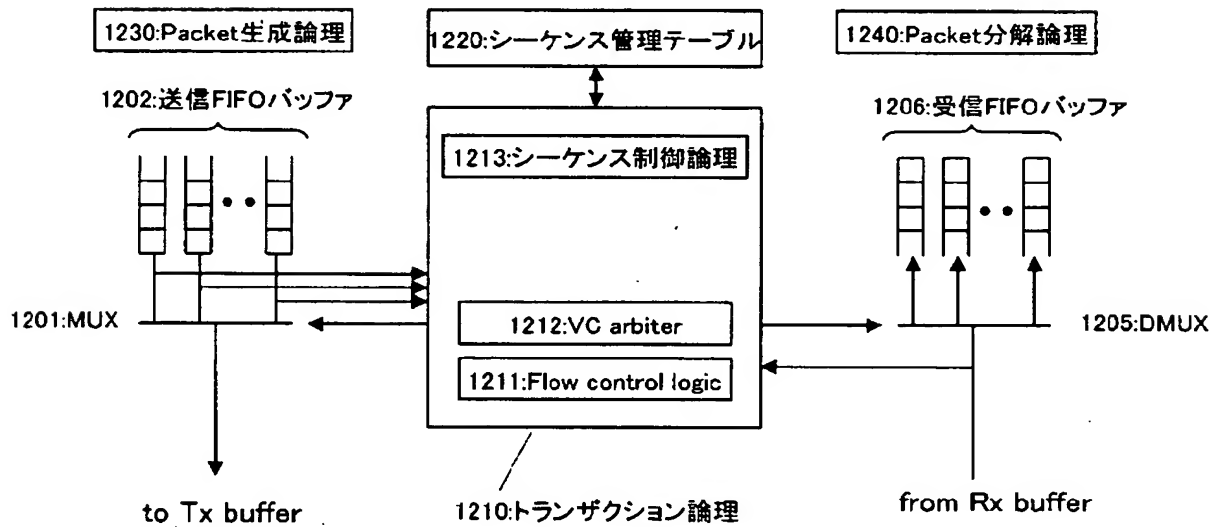 1230:Packet生成論理
1220:シーケンス管理テーブル
1240:Packet分解論理
1202:送信FIFOバッファ
1206:受信FIFOバッファ
1213:シーケンス制御論理
1201:MUX
1212:VC arbiter
1205:DMUX
1211:Flow control logic
to Tx buffer
1210:トランザクション論理
from Rx buffer